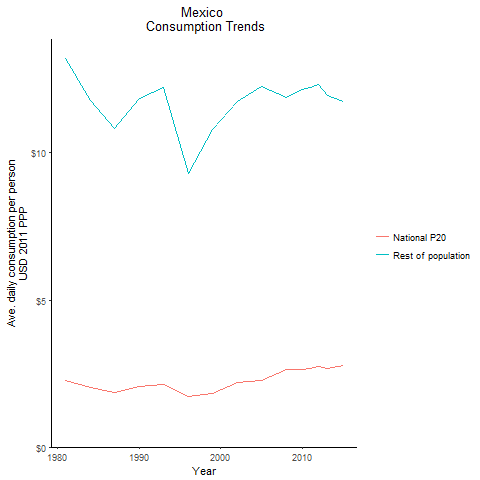 Mexico
Consumption Trends
Ave. daily consumption per person
USD 2011 PPP
$10
$5
$0
1980
1990
2000
2010
Year
National P20
Rest of population